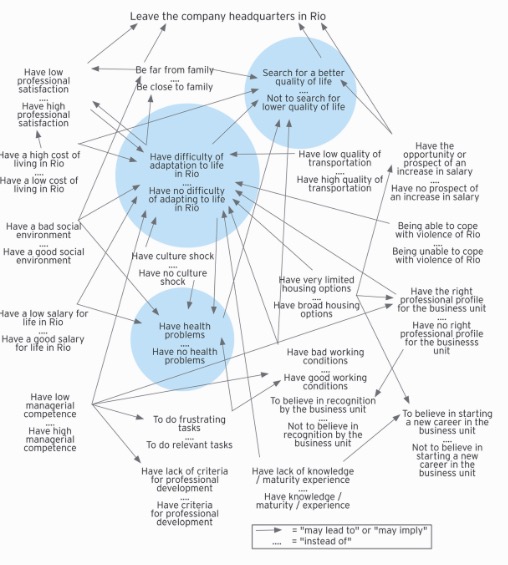 Leave the company headquarters in Rio
Be far from family
....
Be close to family
Search for a better
quality of life
....
Not to search for
lower quality of life
Have low
professional
satisfaction
....
Have high
professional
satisfaction
Have a high cost of
living in Rio
....
Have a low cost of
living in Rio
Have difficulty of
adaptation to life
in Rio
....
Have no difficulty
of adapting to life
in Rio
Have low quality of
transportation
....
Have high quality of
transportation
Have the
opportunity or
prospect of an
increase in salary
....
Have no prospect of
an increase in salary
Have a bad social
environment
....
Have a good social
environment
Being able to cope
with violence of Rio
....
Being unable to cope
with violence of Rio
Have culture shock
....
Have no culture
shock
Have very limited
housing options
....
Have broad housing
options
Have the right
professional profile
for the business unit
....
Have no right
professional profile
for the businesss
unit
Have a low salary for
life in Rio
....
Have a good salary
for life in Rio
Have health
problems
....
Have no health
problems
Have bad working
conditions
....
Have good working
conditions
To believe in recognition
by the business unit
....
Not to believe in
recognition by the
business unit
Have low
managerial
competence
....
Have high
managerial
competence
To do frustrating
tasks
....
To do relevant tasks
To believe in starting
a new career in the
business unit
....
Not to believe in
starting a new
career in the
business unit
Have lack of criteria
for professional
development
....
Have criteria
for professional
development
Have lack of knowledge
/ maturity experience
....
Have knowledge /
maturity / experience
= "may lead to" or "may imply"
.... = "instead of"